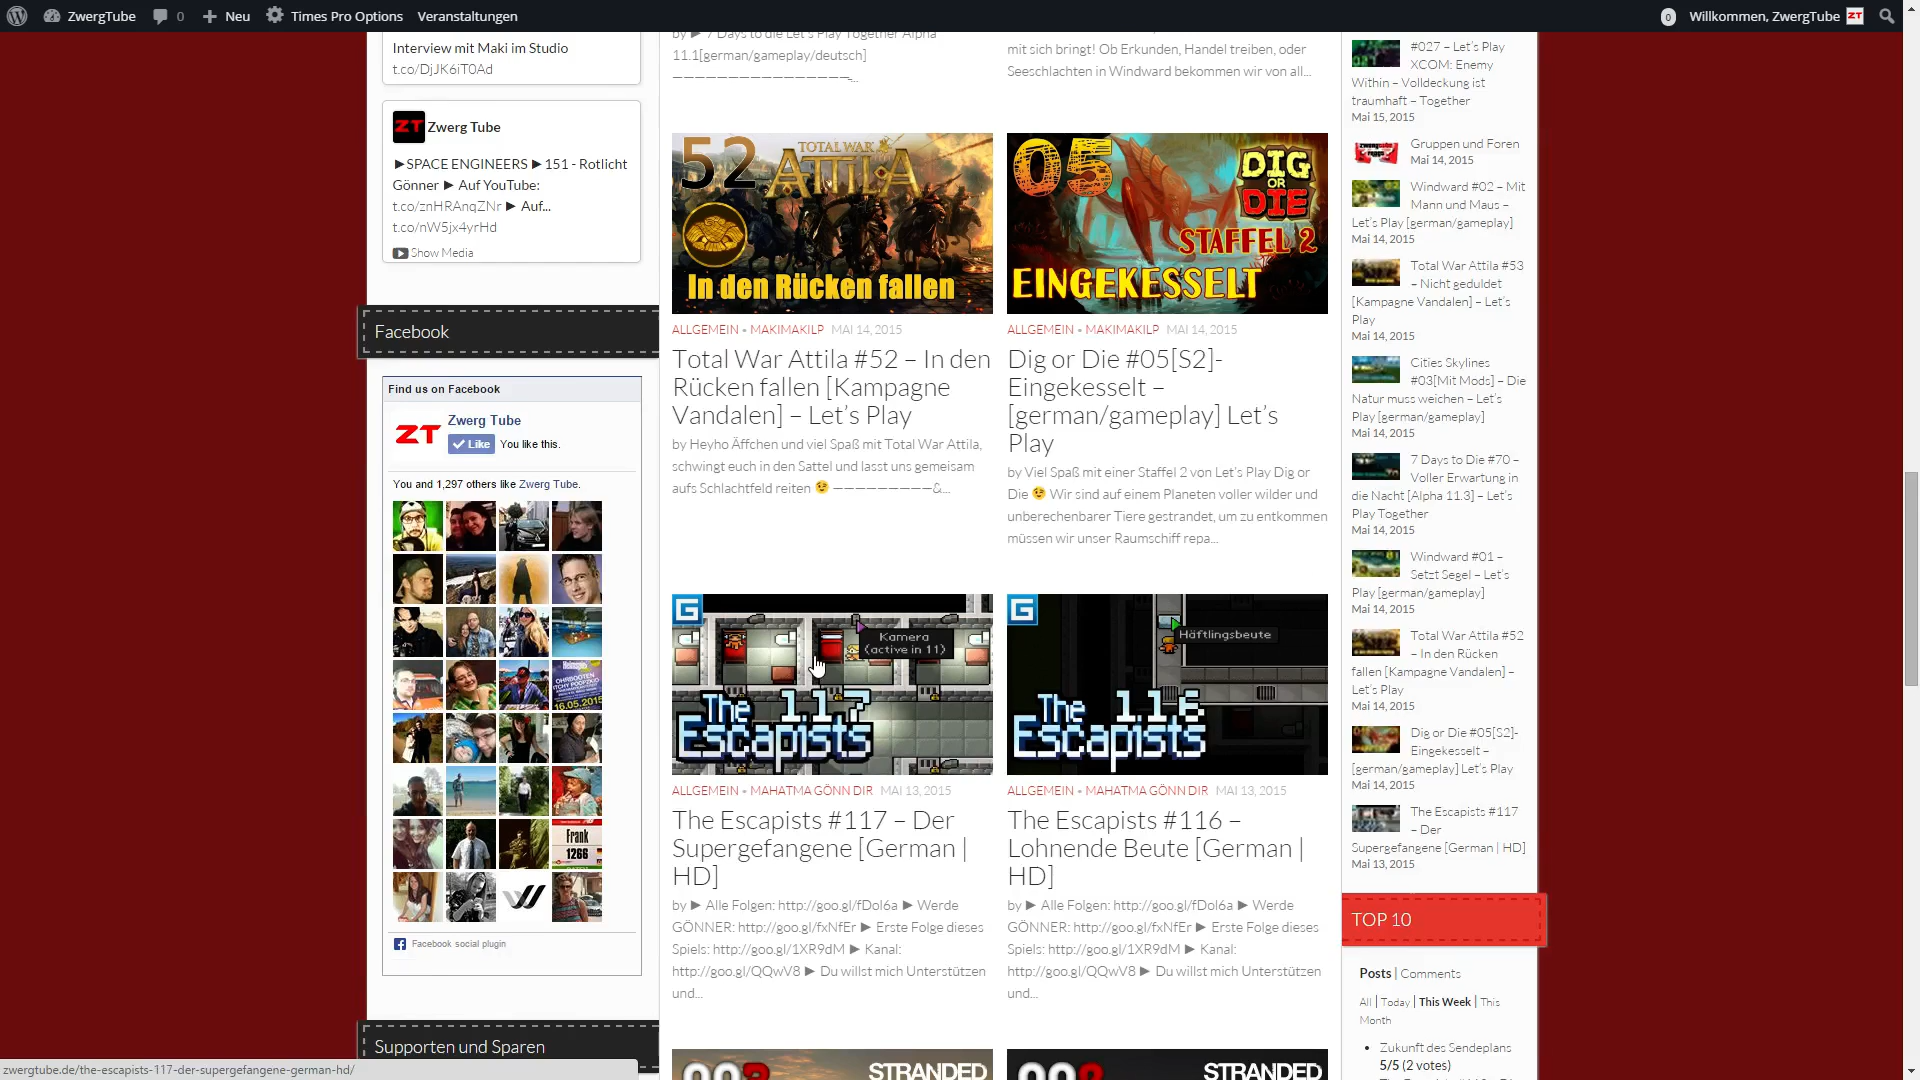 ZwergTube
0
Neu
Times Pro Options
Veranstaltungen
0
Willkommen, ZwergTube
ZT
Interview mit Maki im Studio
t.co/DjJK6iT0Ad
ZT
Zwerg Tube
►SPACE ENGINEERS ► 151 - Rotlicht
Gönner ► Auf YouTube:
t.co/znHRAnqZNr ► Auf...
t.co/nW5jx4yrHd
Show Media
Facebook
Find us on Facebook
ZT
Zwerg Tube
Like
You like this.
You and 1,297 others like Zwerg Tube.
OHRBOOTEN
16.05.2015
Frank
1266
Facebook social plugin
Supporten und Sparen
zwergtube.de/the-escapists-117-der-supergefangene-german-hd/
by ► 7 Days to die Let's Play Together Alpha
11.1[german/gameplay/deutsch]
————————————————-...
mit sich bringt! Ob Erkunden, Handel treiben, oder
Seeschlachten in Windward bekommen wir von all...
52
TOTAL WAR
ATTILA
In den Rücken fallen
ALLGEMEIN • MAKIMAKILP MAI 14, 2015
Total War Attila #52 – In den
Rücken fallen [Kampagne
Vandalen] – Let's Play
by Heyho Äffchen und viel Spaß mit Total War Attila,
schwingt euch in den Sattel und lasst uns gemeinsam
aufs Schlachtfeld reiten 😉 —————————&...
05
DIG
OR
DIE
STAFFEL 2
EINGEKESSELT
ALLGEMEIN • MAKIMAKILP MAI 14, 2015
Dig or Die #05[S2]-
Eingekesselt –
[german/gameplay] Let's
Play
by Viel Spaß mit einer Staffel 2 von Let's Play Dig or
Die 😉 Wir sind auf einem Planeten voller wilder und
unberechenbarer Tiere gestrandet, um zu entkommen
müssen wir unser Raumschiff repa...
G
Kamera
(active in 11)
The 117
Escapists
ALLGEMEIN • MAHATMA GÖNN DIR MAI 13, 2015
The Escapists #117 – Der
Supergefangene [German |
HD]
by ► Alle Folgen: http://goo.gl/fDol6a ► Werde
GÖNNER: http://goo.gl/fxNfEr ► Erste Folge dieses
Spiels: http://goo.gl/1XR9dM ► Kanal:
http://goo.gl/QQwV8 ► Du willst mich Unterstützen
und...
G
Häftlingsbeute
The 116
Escapists
ALLGEMEIN • MAHATMA GÖNN DIR MAI 13, 2015
The Escapists #116 –
Lohnende Beute [German |
HD]
by ► Alle Folgen: http://goo.gl/fDol6a ► Werde
GÖNNER: http://goo.gl/fxNfEr ► Erste Folge dieses
Spiels: http://goo.gl/1XR9dM ► Kanal:
http://goo.gl/QQwV8 ► Du willst mich Unterstützen
und...
STRANDED
STRANDED
#027 – Let's Play
XCOM: Enemy
Within – Volldeckung ist
traumhaft – Together
Mai 15, 2015
Gruppen und Foren
Mai 14, 2015
Windward #02 – Mit
Mann und Maus –
Let's Play [german/gameplay]
Mai 14, 2015
Total War Attila #53
– Nicht geduldet
[Kampagne Vandalen] – Let's
Play
Mai 14, 2015
Cities Skylines
#03[Mit Mods] – Die
Natur muss weichen – Let's
Play [german/gameplay]
Mai 14, 2015
7 Days to Die #70 –
Voller Erwartung in
die Nacht [Alpha 11.3] – Let's
Play Together
Mai 14, 2015
Windward #01 –
Setzt Segel – Let's
Play [german/gameplay]
Mai 14, 2015
Total War Attila #52
– In den Rücken
fallen [Kampagne Vandalen] –
Let's Play
Mai 14, 2015
Dig or Die #05[S2]-
Eingekesselt –
[german/gameplay] Let's Play
Mai 14, 2015
The Escapists #117
– Der
Supergefangene [German | HD]
Mai 13, 2015
TOP 10
Posts | Comments
All | Today | This Week | This
Month
• Zukunft des Sendeplans
5/5 (2 votes)